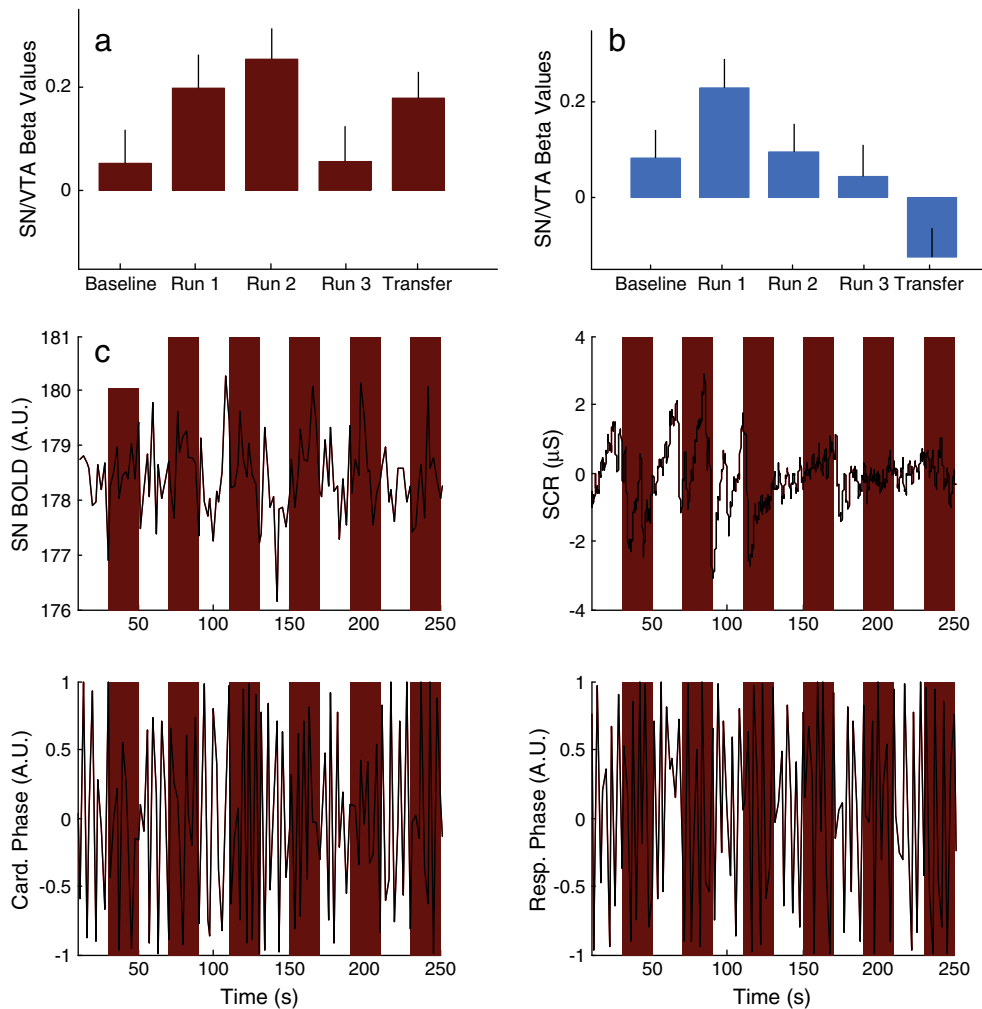 a
SN/VTA Beta Values
0.2
0
Baseline Run 1 Run 2 Run 3 Transfer
b
SN/VTA Beta Values
0.2
0
Baseline Run 1 Run 2 Run 3 Transfer
c
SN BOLD (A.U.)
181
180
179
178
177
176
50 100 150 200 250
SCR (µS)
4
2
0
-2
-4
50 100 150 200 250
Card. Phase (A.U.)
1
0.5
0
-0.5
-1
50 100 150 200 250
Time (s)
Resp. Phase (A.U.)
1
0.5
0
-0.5
-1
50 100 150 200 250
Time (s)